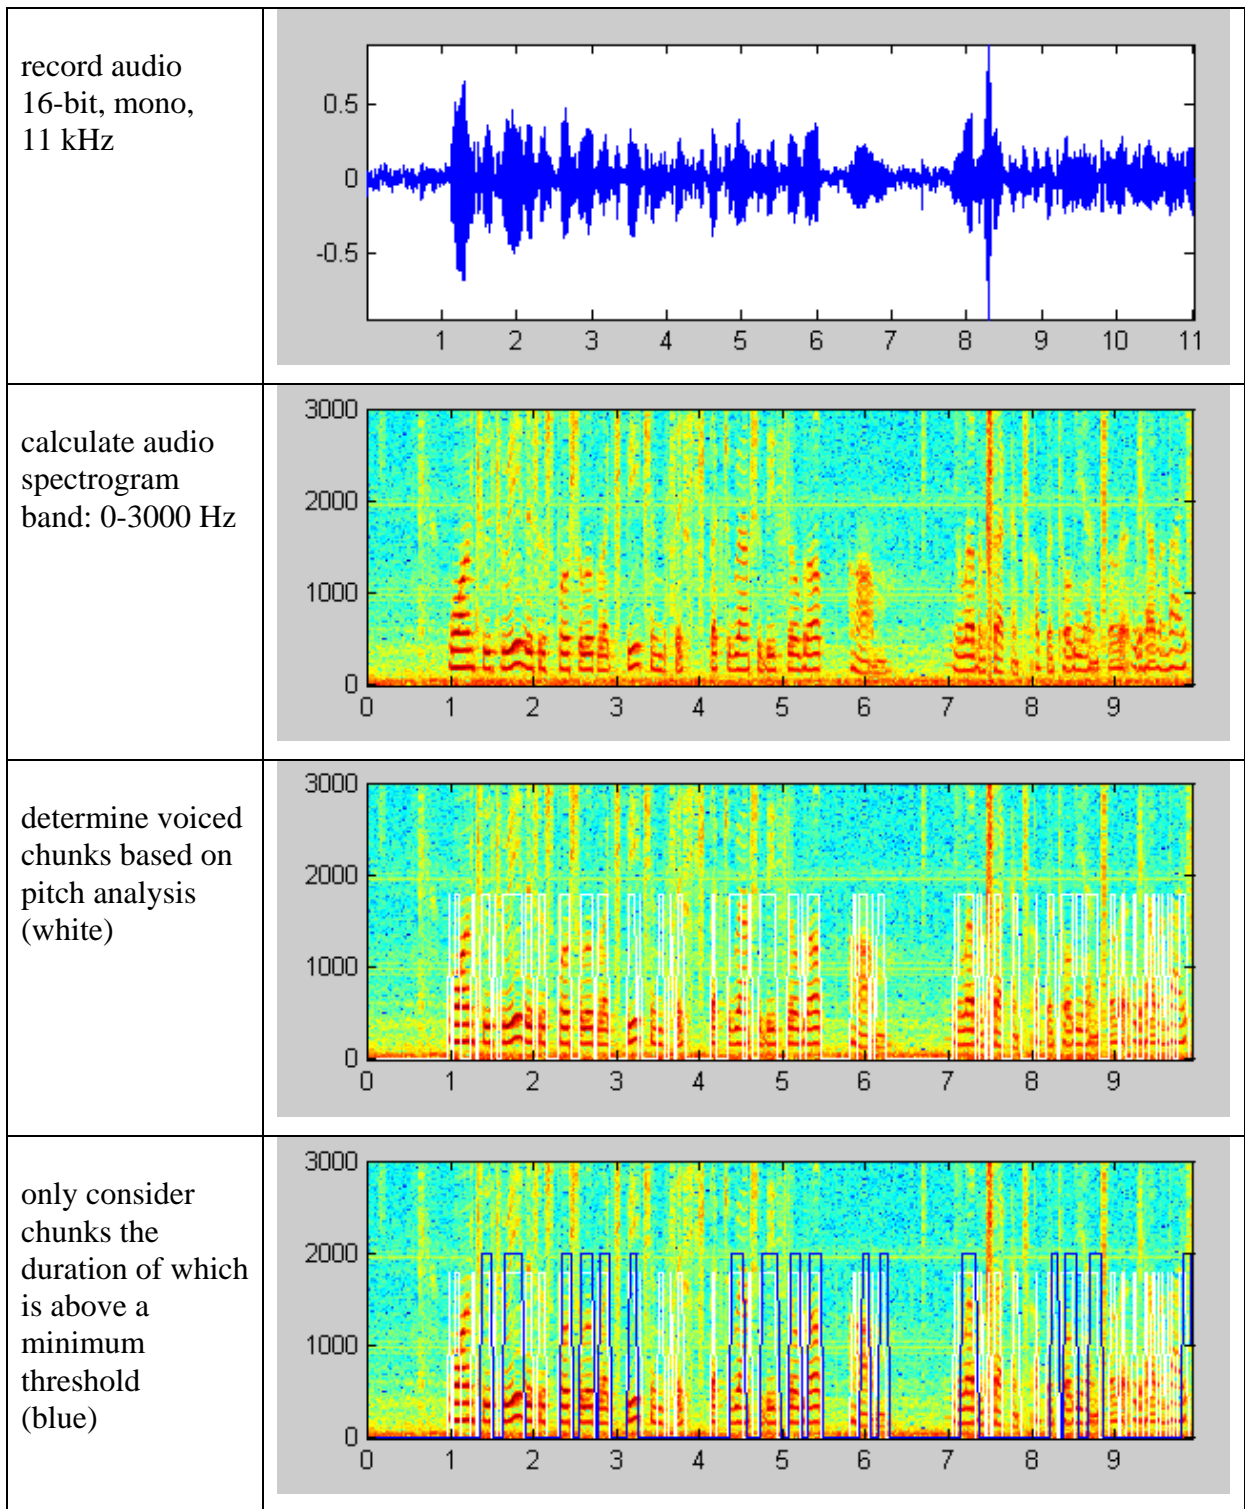 record audio
16-bit, mono,
11 kHz
0.5
0
-0.5
1 2 3 4 5 6 7 8 9 10 11
calculate audio
spectrogram
band: 0-3000 Hz
3000
2000
1000
0
0 1 2 3 4 5 6 7 8 9
determine voiced
chunks based on
pitch analysis
(white)
3000
2000
1000
0
0 1 2 3 4 5 6 7 8 9
only consider
chunks the
duration of which
is above a
minimum
threshold
(blue)
3000
2000
1000
0
0 1 2 3 4 5 6 7 8 9